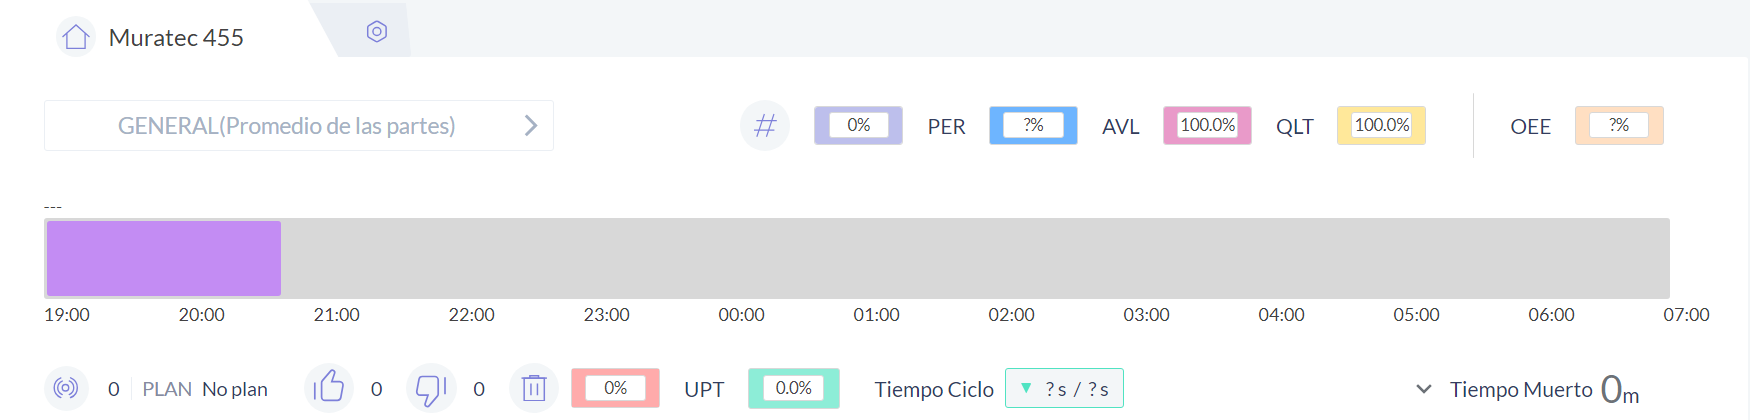 Muratec 455
GENERAL(Promedio de las partes)
# 0% PER ?% AVL 100.0% QLT 100.0% OEE ?%
---
19:00 20:00 21:00 22:00 23:00 00:00 01:00 02:00 03:00 04:00 05:00 06:00 07:00
0 PLAN No plan 0 0 0% UPT 0.0% Tiempo Ciclo ▼ ?s / ?s Tiempo Muerto 0m